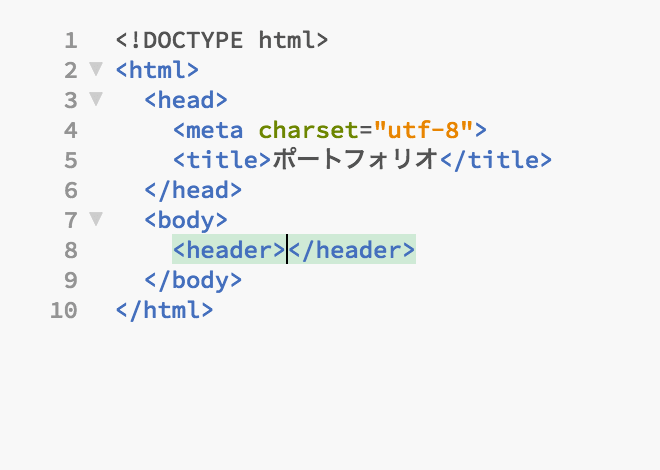 1 <!DOCTYPE html>
2 <html>
3 <head>
4 <meta charset="utf-8">
5 <title>ポートフォリオ</title>
6 </head>
7 <body>
8 <header></header>
9 </body>
10 </html>